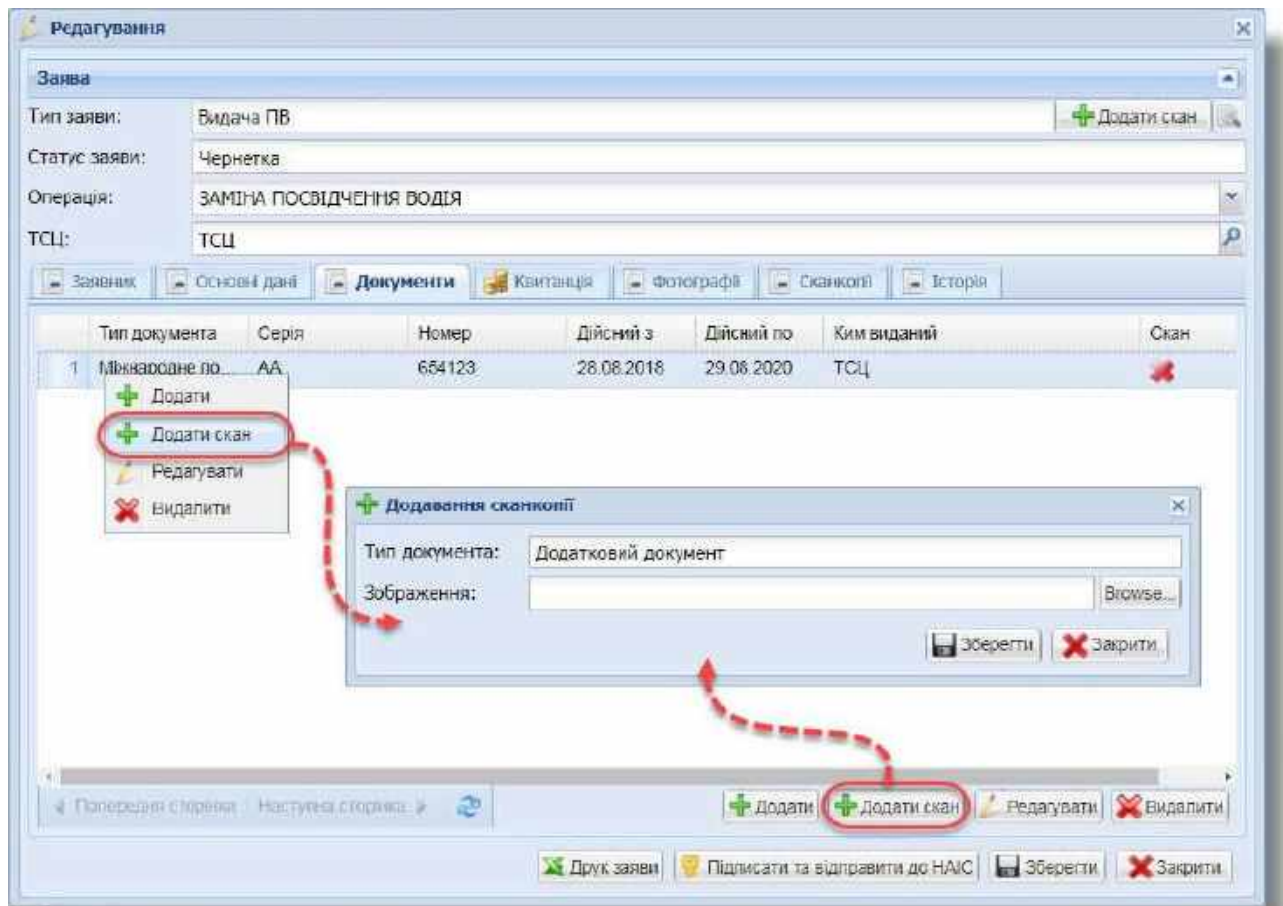 Редагування
Заява
Тип заяви: Видача ПВ Додати скан
Статус заяви: Чернетка
Операція: ЗАМІНА ПОСВІДЧЕННЯ ВОДІЯ
ТСЦ: ТСЦ
Заявник Основні дані Документи Квитанція Фотографії Сканкопії Історія
Тип документа Серія Номер Дійсний з Дійсний по Ким виданий Скан
1 Міжнародне по... АА 654123 28.08.2018 29.08.2020 ТСЦ
Додати
Додати скан
Редагувати
Видалити
Додавання сканкопії
Тип документа: Додатковий документ
Зображення: Browse...
Зберегти Закрити
Попередня сторінка Наступна сторінка Додати Додати скан Редагувати Видалити
Друк заяви Підписати та відправити до НАІС Зберегти Закрити